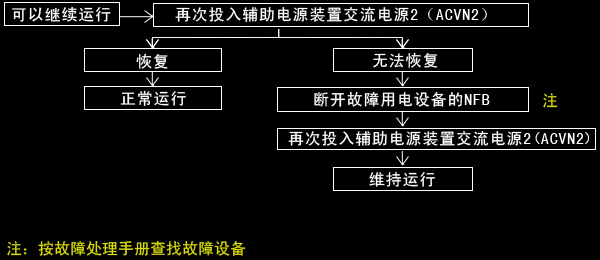 可以继续运行
再次投入辅助电源装置交流电源2（ACVN2）
恢复
无法恢复
正常运行
断开故障用电设备的NFB
注
再次投入辅助电源装置交流电源2(ACVN2)
维持运行
注：按故障处理手册查找故障设备